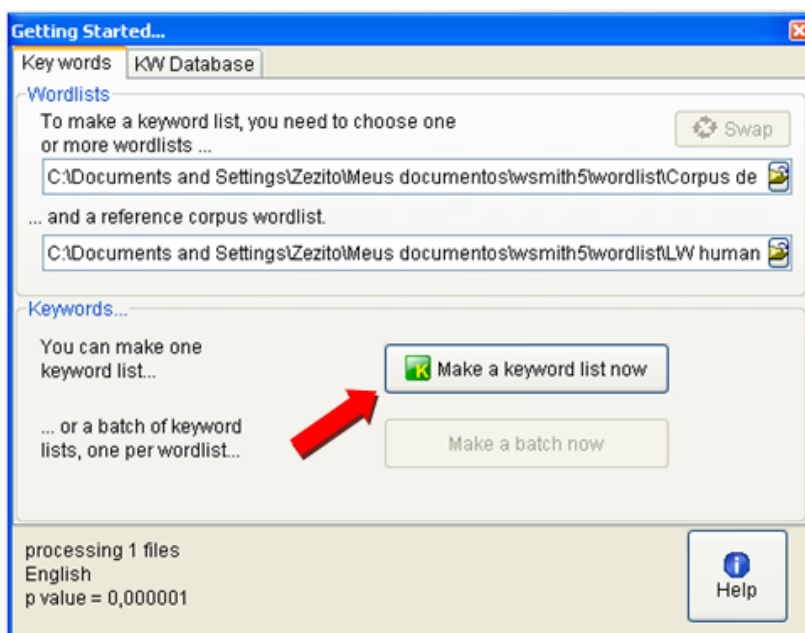 Getting Started...
Key words KW Database
Wordlists
To make a keyword list, you need to choose one
or more wordlists ...
Swap
C:\Documents and Settings\Zezito\Meus documentos\wsmith5\wordlist\Corpus de
... and a reference corpus wordlist.
C:\Documents and Settings\Zezito\Meus documentos\wsmith5\wordlist\LW human
Keywords...
You can make one
keyword list...
K Make a keyword list now
... or a batch of keyword
lists, one per wordlist...
Make a batch now
processing 1 files
English
p value = 0,000001
Help